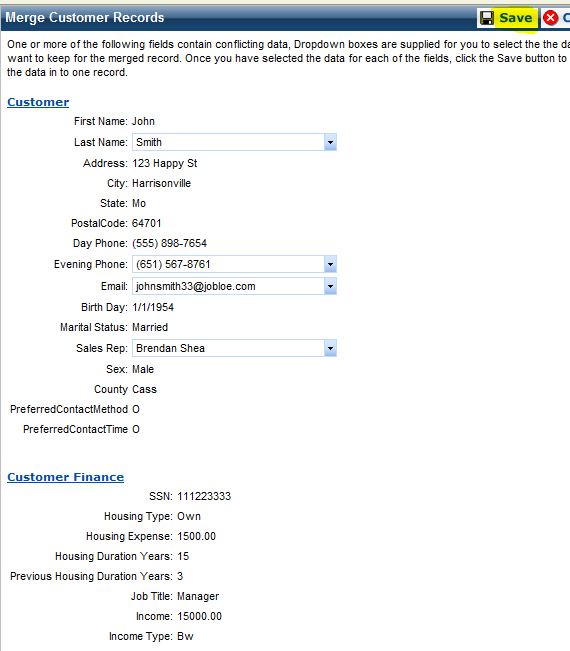 Merge Customer Records
Save
C
One or more of the following fields contain conflicting data, Dropdown boxes are supplied for you to select the the da
want to keep for the merged record. Once you have selected the data for each of the fields, click the Save button to
the data in to one record.
Customer
First Name: John
Last Name: Smith
Address: 123 Happy St
City: Harrisonville
State: Mo
PostalCode: 64701
Day Phone: (555) 898-7654
Evening Phone: (651) 567-8761
Email: johnsmith33@jobloe.com
Birth Day: 1/1/1954
Marital Status: Married
Sales Rep: Brendan Shea
Sex: Male
County Cass
PreferredContactMethod O
PreferredContactTime O
Customer Finance
SSN: 111223333
Housing Type: Own
Housing Expense: 1500.00
Housing Duration Years: 15
Previous Housing Duration Years: 3
Job Title: Manager
Income: 15000.00
Income Type: Bw